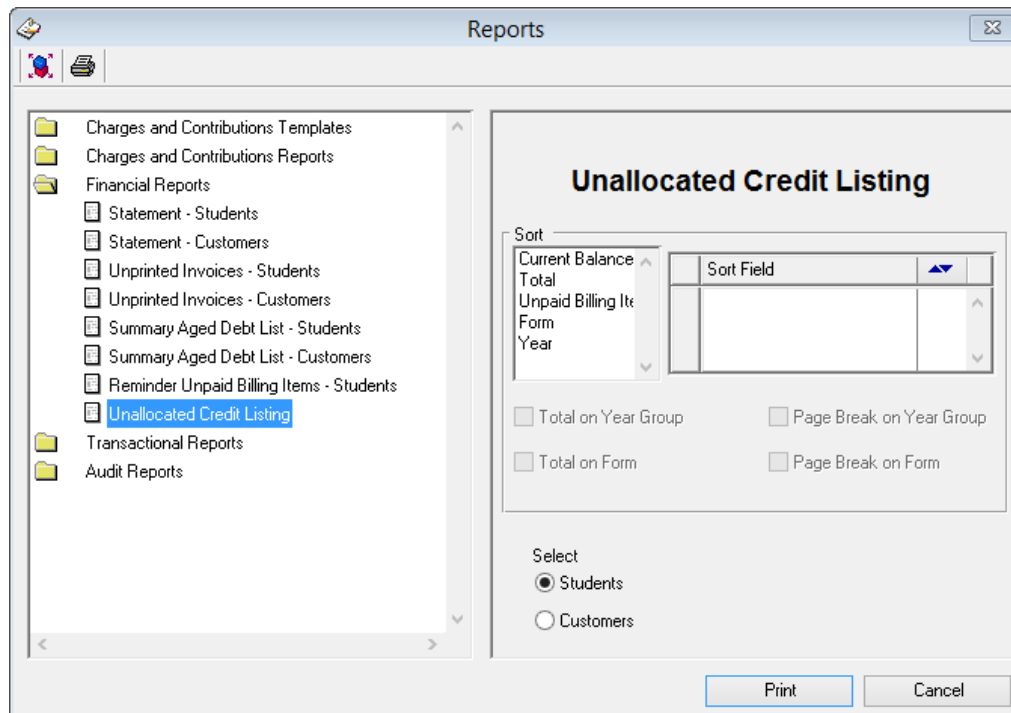 Reports
Charges and Contributions Templates
Charges and Contributions Reports
Financial Reports
Statement - Students
Statement - Customers
Unprinted Invoices - Students
Unprinted Invoices - Customers
Summary Aged Debt List - Students
Summary Aged Debt List - Customers
Reminder Unpaid Billing Items - Students
Unallocated Credit Listing
Transactional Reports
Audit Reports
Unallocated Credit Listing
Sort
Current Balance
Total
Unpaid Billing Ite
Form
Year
Sort Field
Total on Year Group
Page Break on Year Group
Total on Form
Page Break on Form
Select
Students
Customers
Print
Cancel